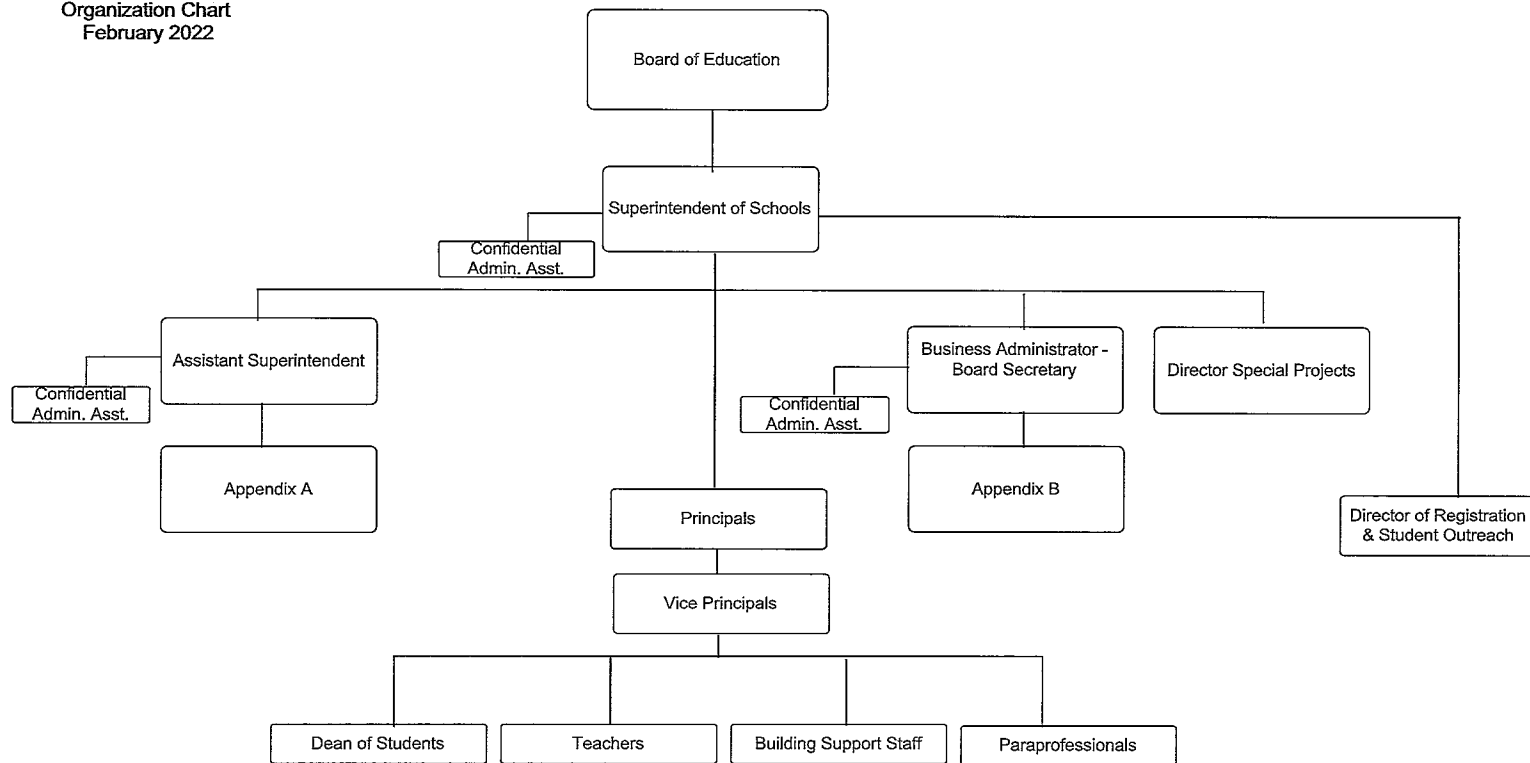 Organization Chart
February 2022
Board of Education
Superintendent of Schools
Confidential
Admin. Asst.
Assistant Superintendent
Confidential
Admin. Asst.
Business Administrator -
Board Secretary
Confidential
Admin. Asst.
Director Special Projects
Appendix A
Appendix B
Principals
Director of Registration
& Student Outreach
Vice Principals
Dean of Students
Teachers
Building Support Staff
Paraprofessionals